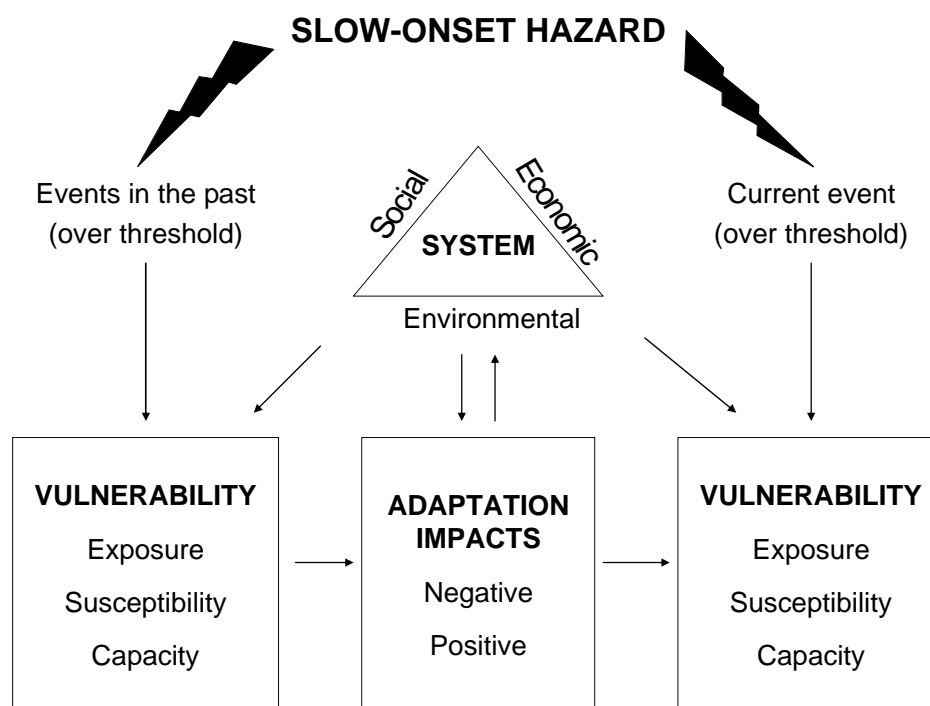 SLOW-ONSET HAZARD
Events in the past
(over threshold)
Social
Economic
SYSTEM
Environmental
Current event
(over threshold)
VULNERABILITY
Exposure
Susceptibility
Capacity
ADAPTATION
IMPACTS
Negative
Positive
VULNERABILITY
Exposure
Susceptibility
Capacity